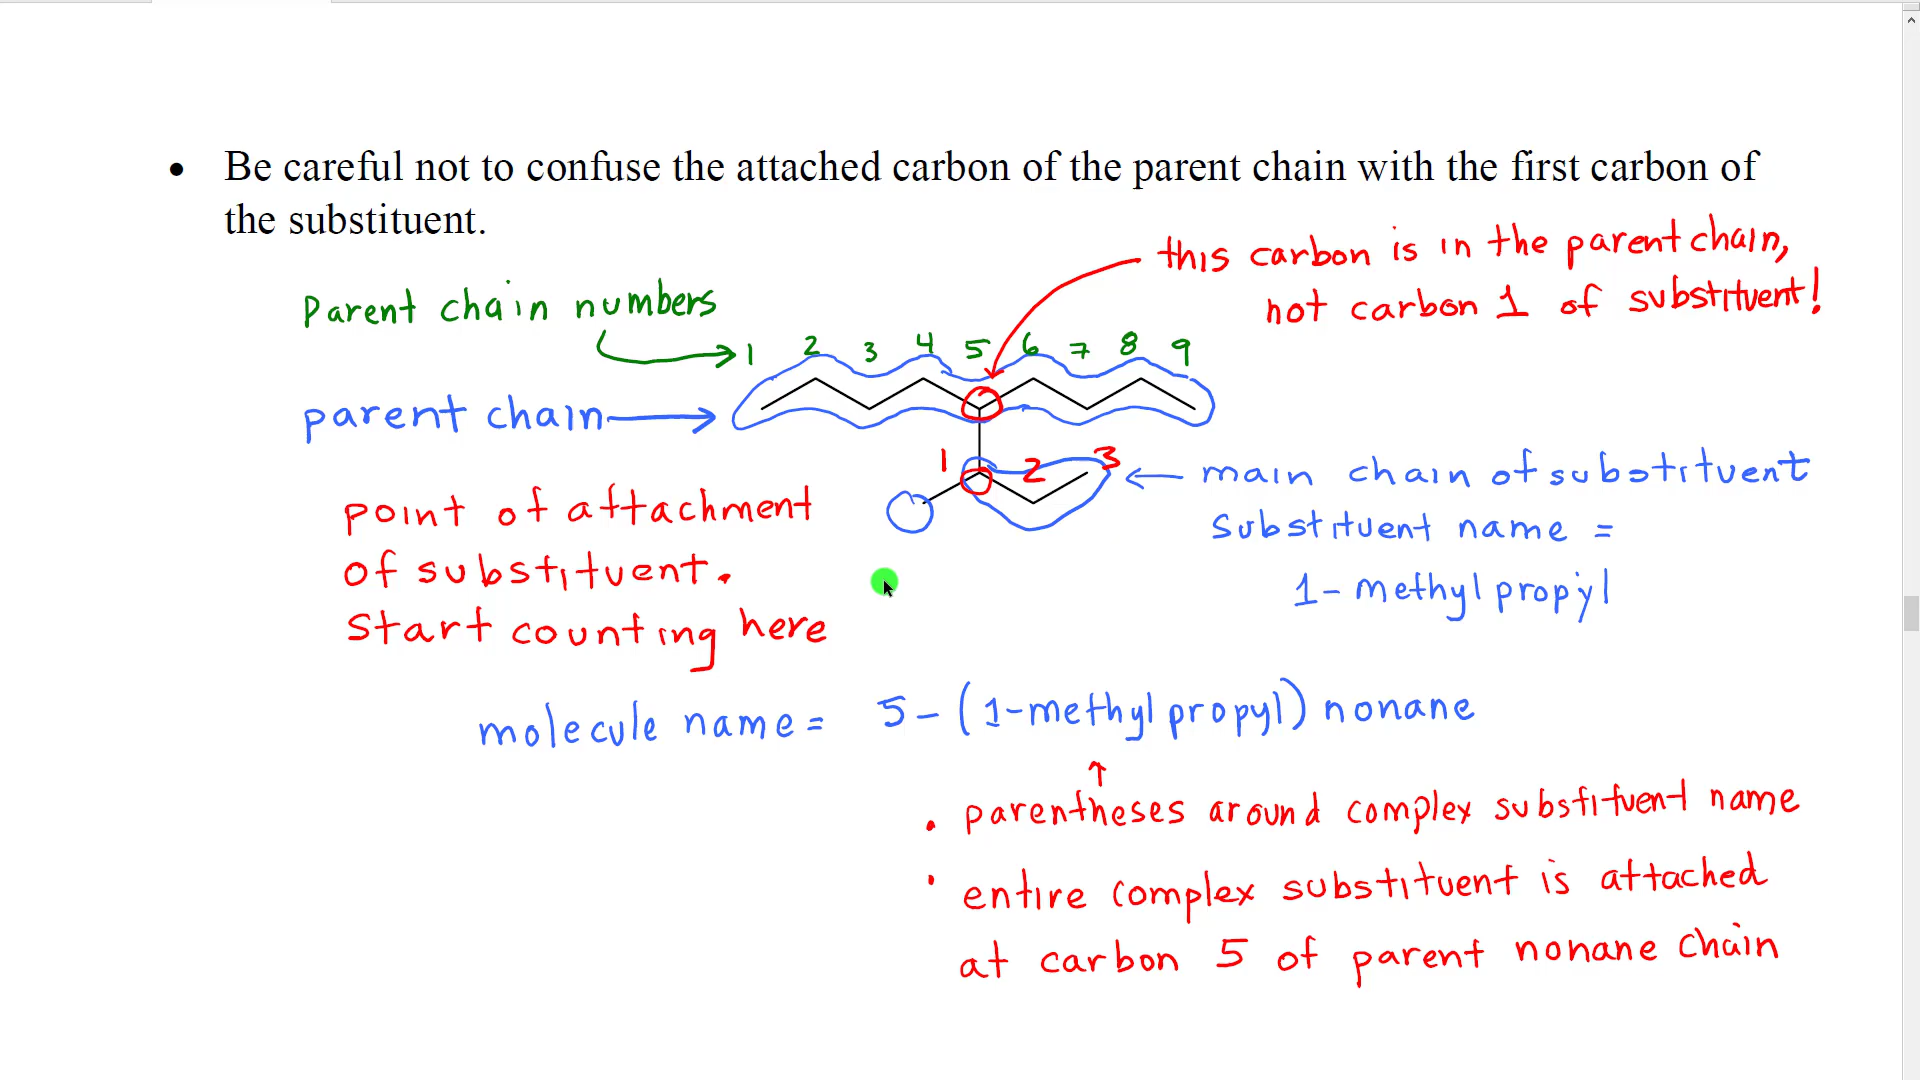 • Be careful not to confuse the attached carbon of the parent chain with the first carbon of
the substituent.
this carbon is in the parent chain,
not carbon 1 of substituent!
Parent chain numbers
1 2 3 4 5 6 7 8 9
parent chain
1 2 3
main chain of substituent
substituent name =
1-methylpropyl
point of attachment
of substituent.
Start counting here
molecule name = 5-(1-methylpropyl)nonane
• parentheses around complex substituent name
• entire complex substituent is attached
at carbon 5 of parent nonane chain